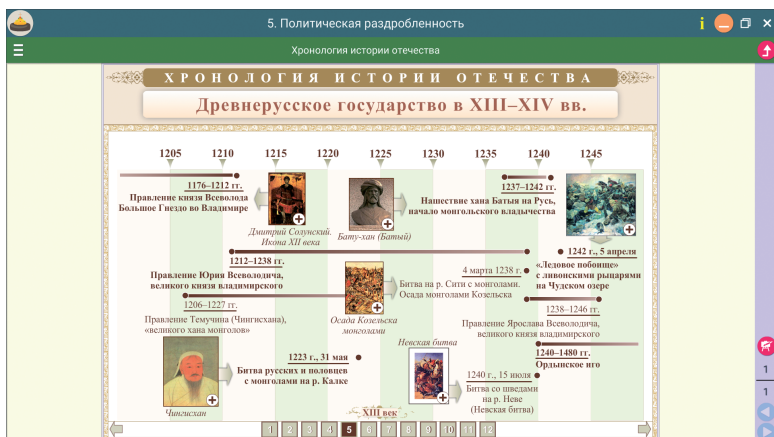 5. Политическая раздробленность
i
Хронология истории отечества
ХРОНОЛОГИЯ ИСТОРИИ ОТЕЧЕСТВА
Древнерусское государство в XIII–XIV вв.
1205 1210 1215 1220 1225 1230 1235 1240 1245
1176–1212 гг.
Правление князя Всеволода
Большое Гнездо во Владимире
Дмитрий Солунский.
Икона XII века
Бату-хан (Батый)
1237–1242 гг.
Нашествие хана Батыя на Русь,
начало монгольского владычества
1242 г., 5 апреля
«Ледовое побоище»
с ливонскими рыцарями
на Чудском озере
1212–1238 гг.
Правление Юрия Всеволодича,
великого князя владимирского
4 марта 1238 г.
Битва на р. Сити с монголами.
Осада монголами Козельска
1206–1227 гг.
Правление Темучина (Чингисхана),
«великого хана монголов»
Осада Козельска
монголами
1238–1246 гг.
Правление Ярослава Всеволодича,
великого князя владимирского
Чингисхан
1223 г., 31 мая
Битва русских и половцев
с монголами на р. Калке
Невская битва
1240–1480 гг.
Ордынское иго
1240 г., 15 июля
Битва со шведами
на р. Неве
(Невская битва)
XIII век
1 2 3 4 5 6 7 8 9 10 11 12
1
1